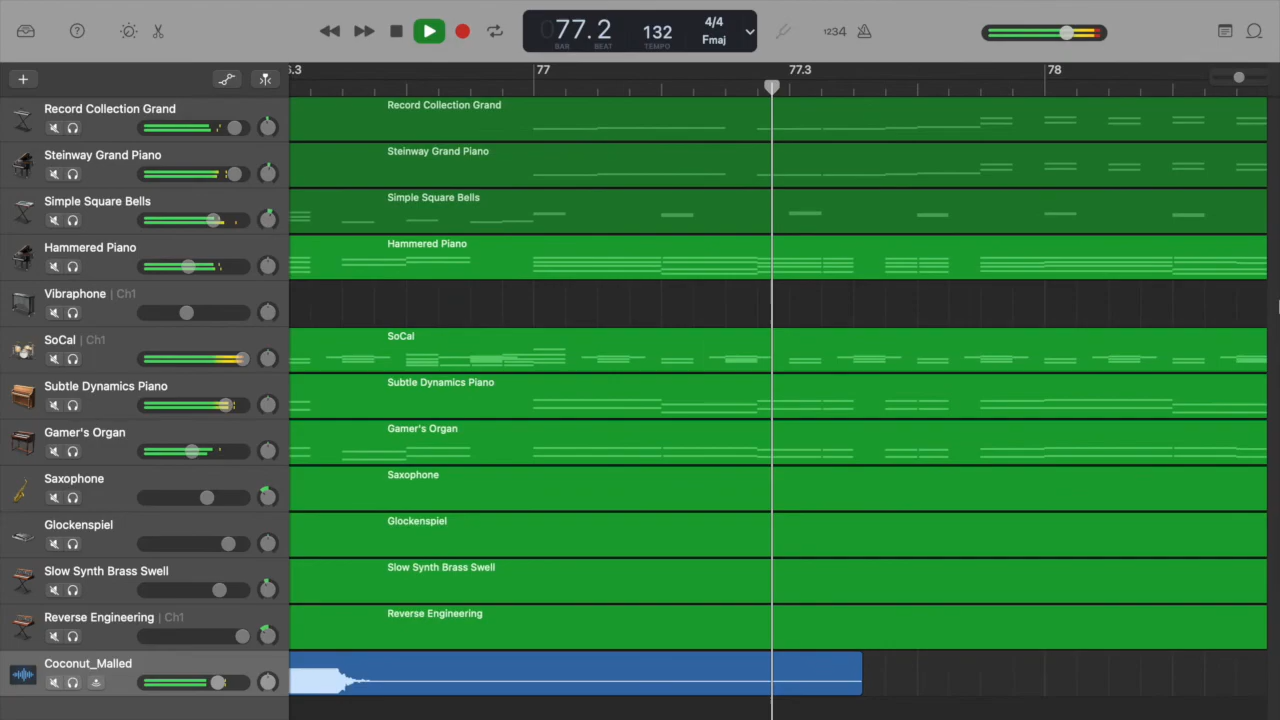 077.2
BAR BEAT
132
TEMPO
4/4
Fmaj
1234
6.3
77
77.3
78
Record Collection Grand
Record Collection Grand
Steinway Grand Piano
Steinway Grand Piano
Simple Square Bells
Simple Square Bells
Hammered Piano
Hammered Piano
Vibraphone | Ch1
SoCal | Ch1
SoCal
Subtle Dynamics Piano
Subtle Dynamics Piano
Gamer's Organ
Gamer's Organ
Saxophone
Saxophone
Glockenspiel
Glockenspiel
Slow Synth Brass Swell
Slow Synth Brass Swell
Reverse Engineering | Ch1
Reverse Engineering
Coconut_Malled